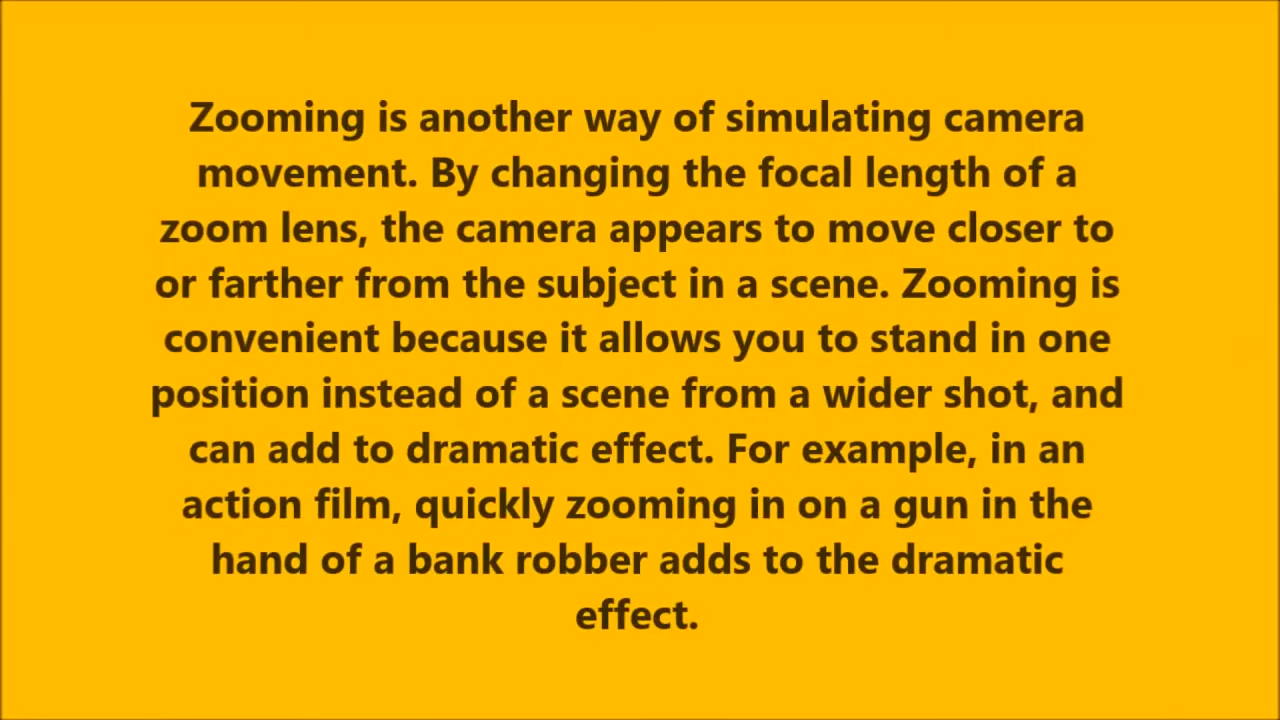 Zooming is another way of simulating camera
movement. By changing the focal length of a
zoom lens, the camera appears to move closer to
or farther from the subject in a scene. Zooming is
convenient because it allows you to stand in one
position instead of a scene from a wider shot, and
can add to dramatic effect. For example, in an
action film, quickly zooming in on a gun in the
hand of a bank robber adds to the dramatic
effect.